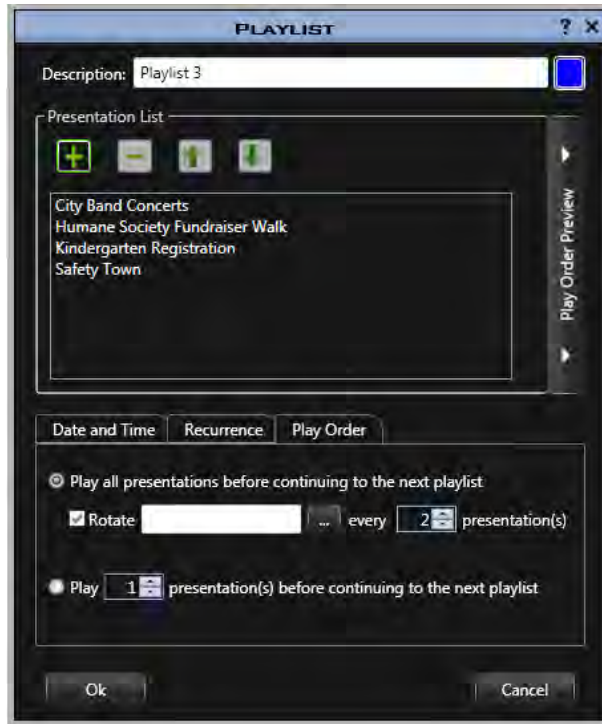 PLAYLIST ? X
Description: Playlist 3
Presentation List
City Band Concerts
Humane Society Fundraiser Walk
Kindergarten Registration
Safety Town
Play Order Preview
Date and Time Recurrence Play Order
Play all presentations before continuing to the next playlist
Rotate ... every 2 presentation(s)
Play 1 presentation(s) before continuing to the next playlist
Ok Cancel